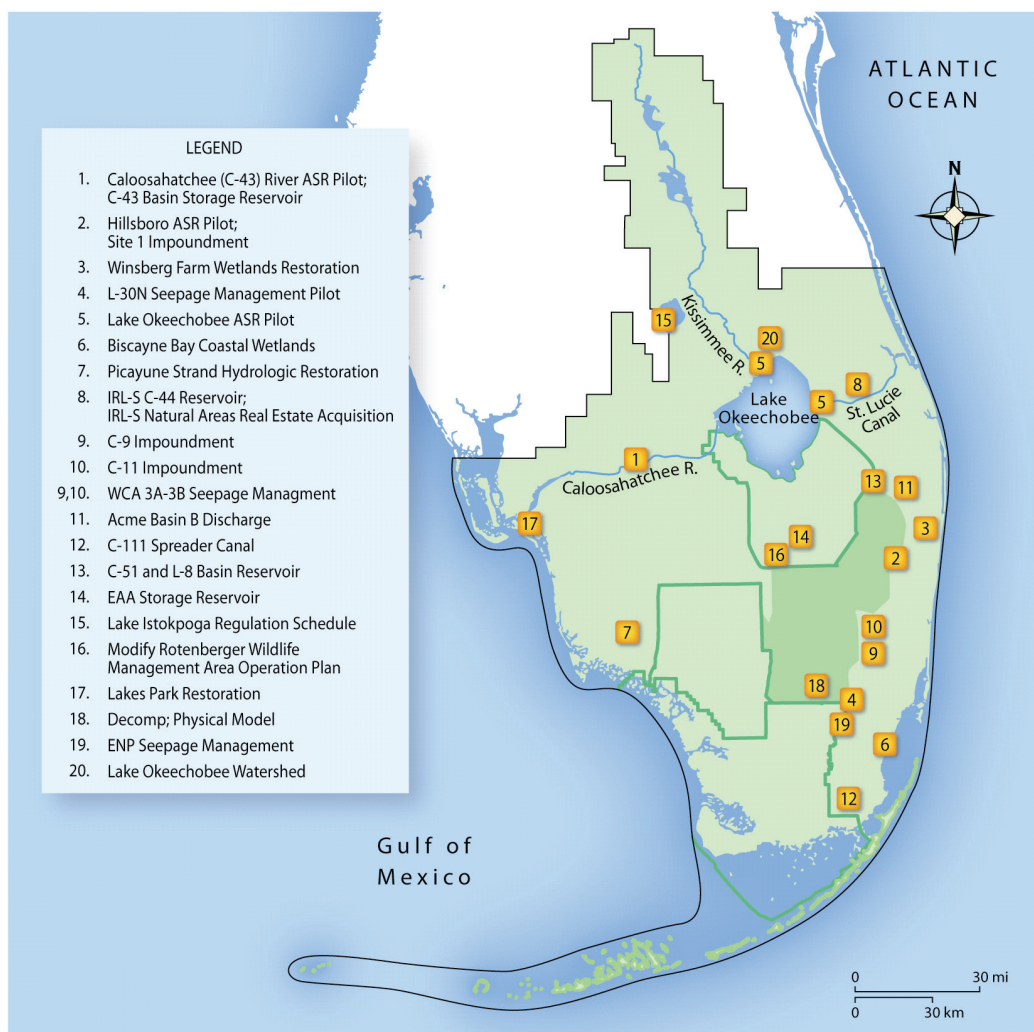 ATLANTIC
OCEAN
N
LEGEND
1. Caloosahatchee (C-43) River ASR Pilot;
C-43 Basin Storage Reservoir
2. Hillsboro ASR Pilot;
Site 1 Impoundment
3. Winsberg Farm Wetlands Restoration
4. L-30N Seepage Management Pilot
5. Lake Okeechobee ASR Pilot
6. Biscayne Bay Coastal Wetlands
7. Picayune Strand Hydrologic Restoration
8. IRL-S C-44 Reservoir;
IRL-S Natural Areas Real Estate Acquisition
9. C-9 Impoundment
10. C-11 Impoundment
9,10. WCA 3A-3B Seepage Managment
11. Acme Basin B Discharge
12. C-111 Spreader Canal
13. C-51 and L-8 Basin Reservoir
14. EAA Storage Reservoir
15. Lake Istokpoga Regulation Schedule
16. Modify Rotenberger Wildlife
Management Area Operation Plan
17. Lakes Park Restoration
18. Decomp; Physical Model
19. ENP Seepage Management
20. Lake Okeechobee Watershed
15
Kissimmee R.
20
5
8
5
Lake
Okeechobee
St. Lucie
Canal
1
Caloosahatchee R.
13
11
17
3
14
16
2
7
10
9
18
4
19
6
12
Gulf of
Mexico
0 30 mi
0 30 km